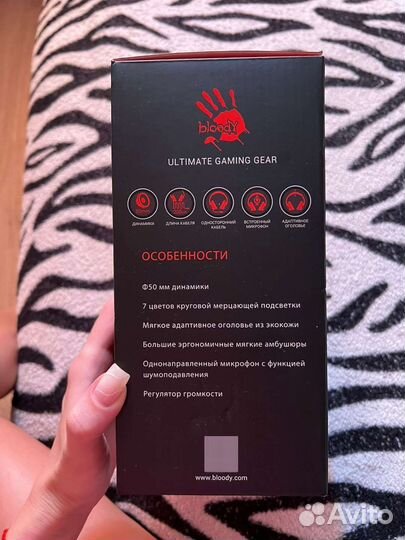 bloody
ULTIMATE GAMING GEAR
ДИНАМИКА
ДЛИНА КАБЕЛЯ
ОДНОСТОРОННИЙ
КАБЕЛЬ
ВСТРОЕННЫЙ
МИКРОФОН
АДАПТИВНОЕ
ОГОЛОВЬЕ
ОСОБЕННОСТИ
Ф50 мм динамики
7 цветов круговой мерцающей подсветки
Мягкое адаптивное оголовье из экокожи
Большие эргономичные мягкие амбушюры
Однонаправленный микрофон с функцией
шумоподавления
Регулятор громкости
www.bloody.com
Avito